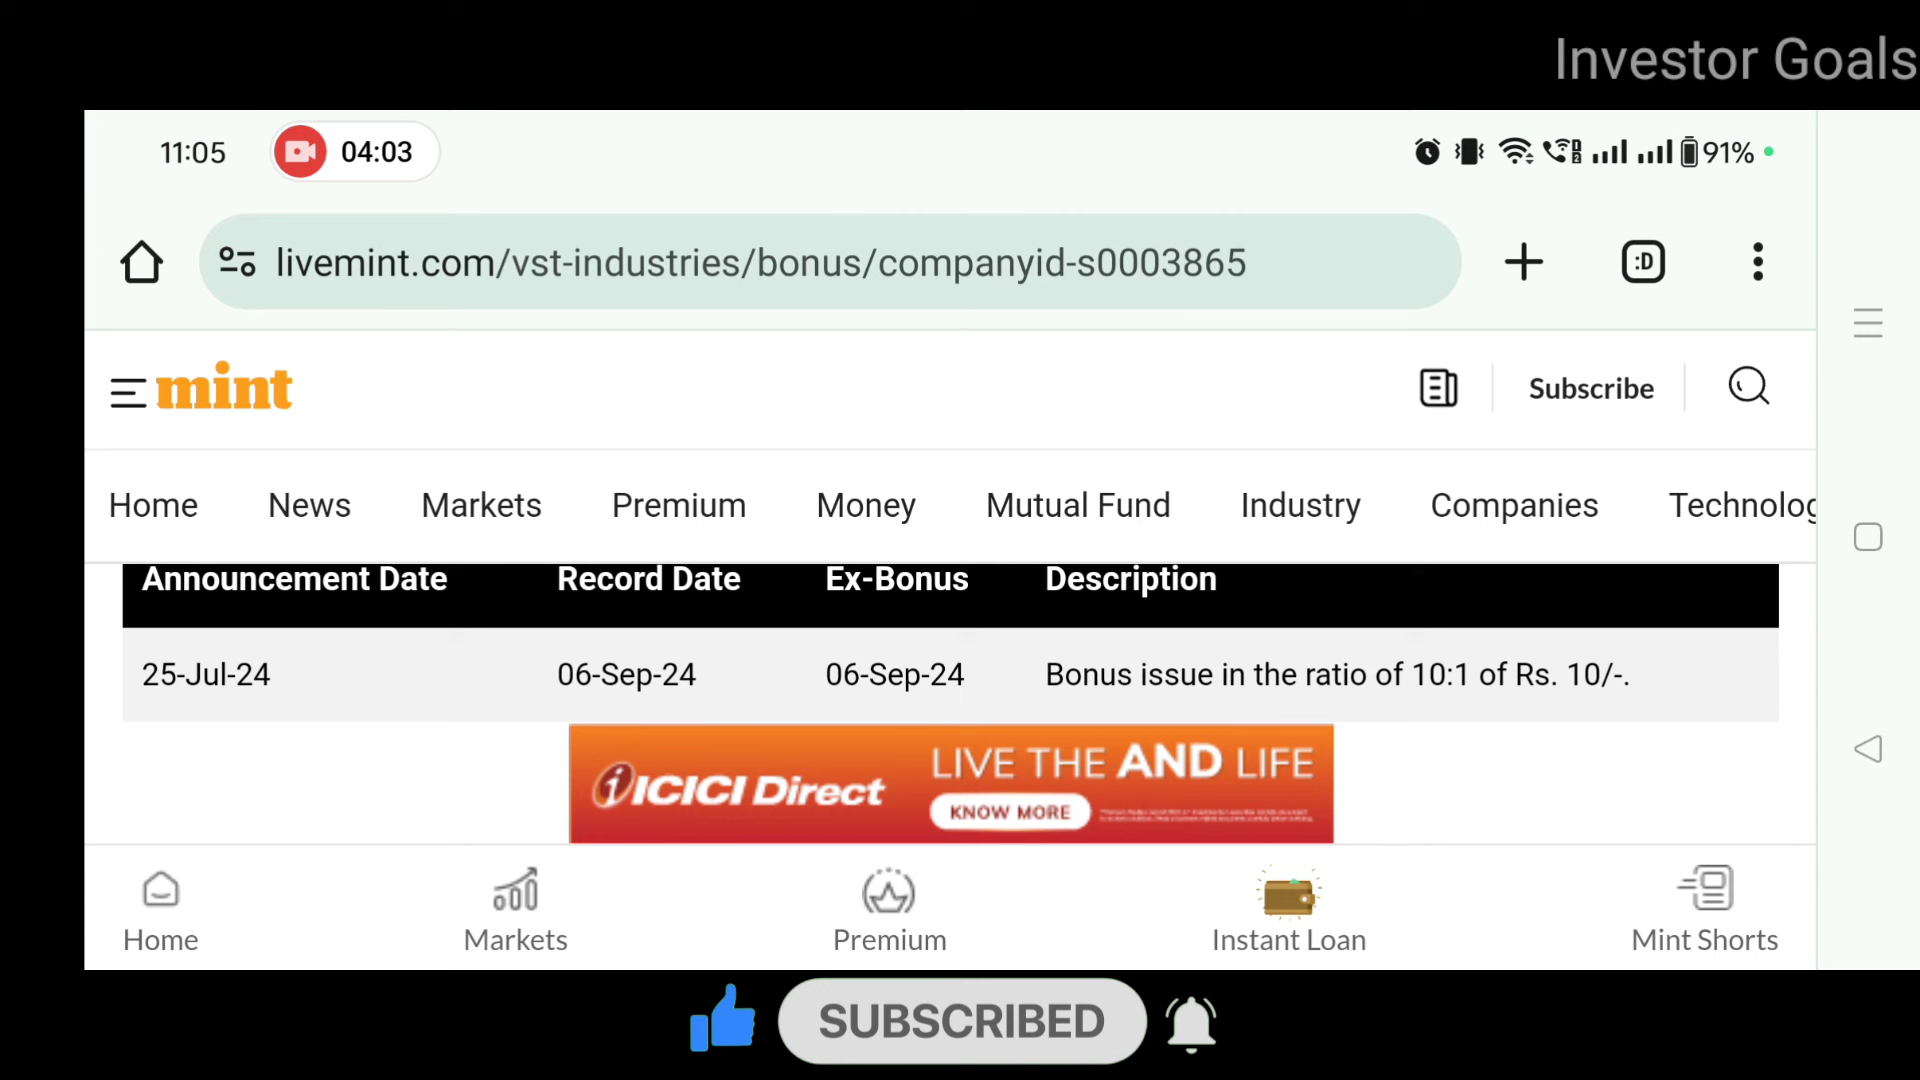 Investor Goals
11:05 04:03 91%
livemint.com/vst-industries/bonus/companyid-s0003865 :D
mint Subscribe
Home News Markets Premium Money Mutual Fund Industry Companies Technolog
Announcement Date Record Date Ex-Bonus Description
25-Jul-24 06-Sep-24 06-Sep-24 Bonus issue in the ratio of 10:1 of Rs. 10/-.
ICICI Direct LIVE THE AND LIFE
KNOW MORE
Home Markets Premium Instant Loan Mint Shorts
SUBSCRIBED